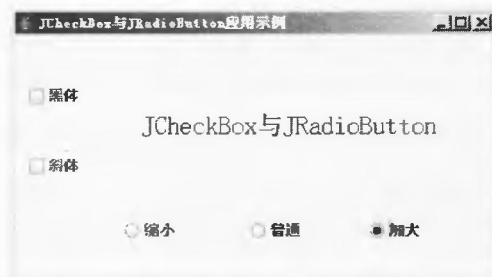 JCheckBox与JRadioButton应用示例
黑体
JCheckBox与JRadioButton
斜体
缩小 普通 加大